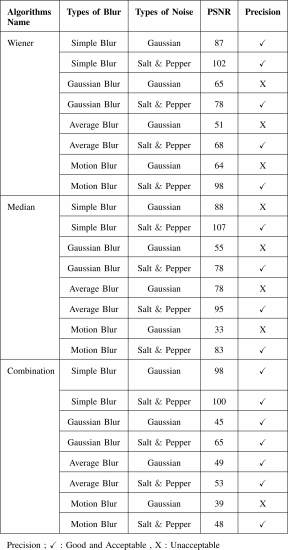 Algorithms Name Types of Blur Types of Noise PSNR Precision
Wiener Simple Blur Gaussian 87 ✓
Simple Blur Salt & Pepper 102 ✓
Gaussian Blur Gaussian 65 X
Gaussian Blur Salt & Pepper 78 ✓
Average Blur Gaussian 51 X
Average Blur Salt & Pepper 68 ✓
Motion Blur Gaussian 64 X
Motion Blur Salt & Pepper 98 ✓
Median Simple Blur Gaussian 88 X
Simple Blur Salt & Pepper 107 ✓
Gaussian Blur Gaussian 55 X
Gaussian Blur Salt & Pepper 78 ✓
Average Blur Gaussian 78 X
Average Blur Salt & Pepper 95 ✓
Motion Blur Gaussian 33 X
Motion Blur Salt & Pepper 83 ✓
Combination Simple Blur Gaussian 98 ✓
Simple Blur Salt & Pepper 100 ✓
Gaussian Blur Gaussian 45 ✓
Gaussian Blur Salt & Pepper 65 ✓
Average Blur Gaussian 49 ✓
Average Blur Salt & Pepper 53 ✓
Motion Blur Gaussian 39 X
Motion Blur Salt & Pepper 48 ✓
Precision ; ✓ : Good and Acceptable , X : Unacceptable